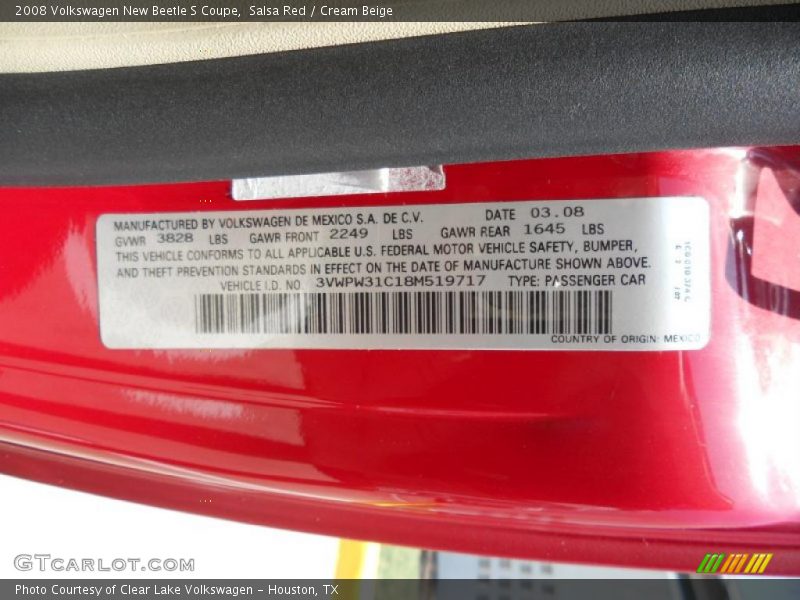 2008 Volkswagen New Beetle S Coupe, Salsa Red / Cream Beige
MANUFACTURED BY VOLKSWAGEN DE MEXICO S.A. DE C.V. DATE 03.08
GVWR 3828 LBS GAWR FRONT 2249 LBS GAWR REAR 1645 LBS
THIS VEHICLE CONFORMS TO ALL APPLICABLE U.S. FEDERAL MOTOR VEHICLE SAFETY, BUMPER,
AND THEFT PREVENTION STANDARDS IN EFFECT ON THE DATE OF MANUFACTURE SHOWN ABOVE.
VEHICLE I.D. NO. 3VWPW31C18M519717 TYPE: PASSENGER CAR
COUNTRY OF ORIGIN: MEXICO
GTCARLOT.COM
Photo Courtesy of Clear Lake Volkswagen – Houston, TX